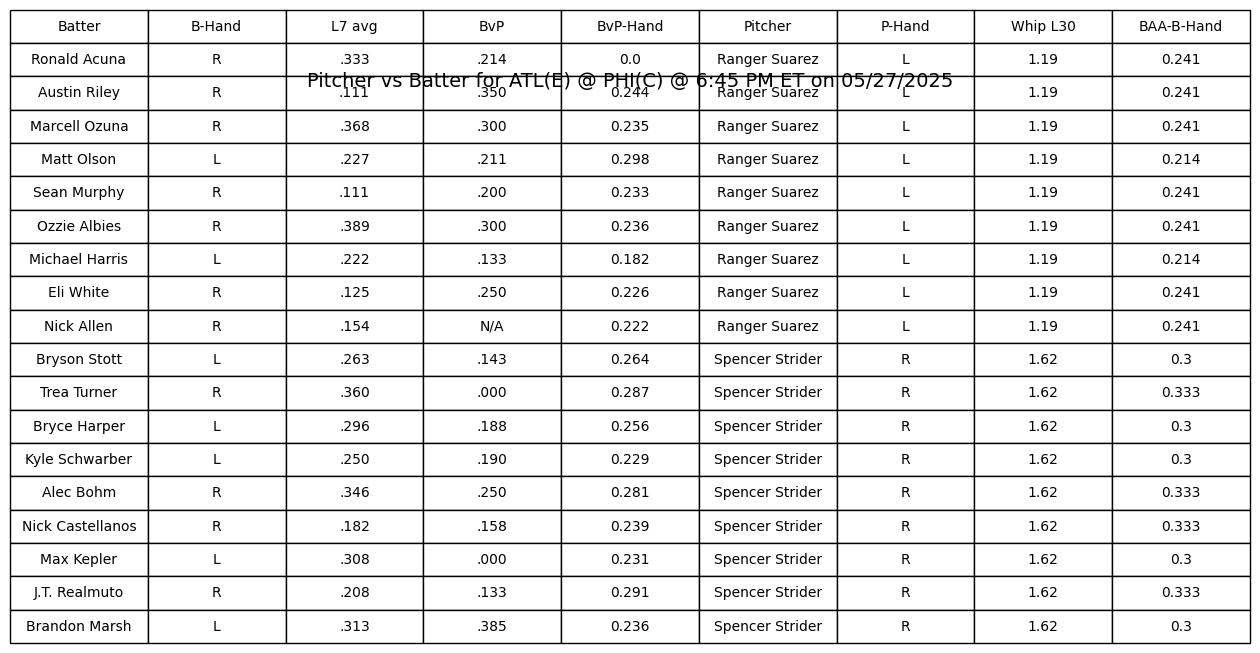 Batter B-Hand L7 avg BvP BvP-Hand Pitcher P-Hand Whip L30 BAA-B-Hand
Ronald Acuna R .333 .214 0.0 Ranger Suarez L 1.19 0.241
Pitcher vs Batter for ATL(E) @ PHI(C) @ 6:45 PM ET on 05/27/2025
Austin Riley R .111 .350 0.244 Ranger Suarez L 1.19 0.241
Marcell Ozuna R .368 .300 0.235 Ranger Suarez L 1.19 0.241
Matt Olson L .227 .211 0.298 Ranger Suarez L 1.19 0.214
Sean Murphy R .111 .200 0.233 Ranger Suarez L 1.19 0.241
Ozzie Albies R .389 .300 0.236 Ranger Suarez L 1.19 0.241
Michael Harris L .222 .133 0.182 Ranger Suarez L 1.19 0.214
Eli White R .125 .250 0.226 Ranger Suarez L 1.19 0.241
Nick Allen R .154 N/A 0.222 Ranger Suarez L 1.19 0.241
Bryson Stott L .263 .143 0.264 Spencer Strider R 1.62 0.3
Trea Turner R .360 .000 0.287 Spencer Strider R 1.62 0.333
Bryce Harper L .296 .188 0.256 Spencer Strider R 1.62 0.3
Kyle Schwarber L .250 .190 0.229 Spencer Strider R 1.62 0.3
Alec Bohm R .346 .250 0.281 Spencer Strider R 1.62 0.333
Nick Castellanos R .182 .158 0.239 Spencer Strider R 1.62 0.333
Max Kepler L .308 .000 0.231 Spencer Strider R 1.62 0.3
J.T. Realmuto R .208 .133 0.291 Spencer Strider R 1.62 0.333
Brandon Marsh L .313 .385 0.236 Spencer Strider R 1.62 0.3